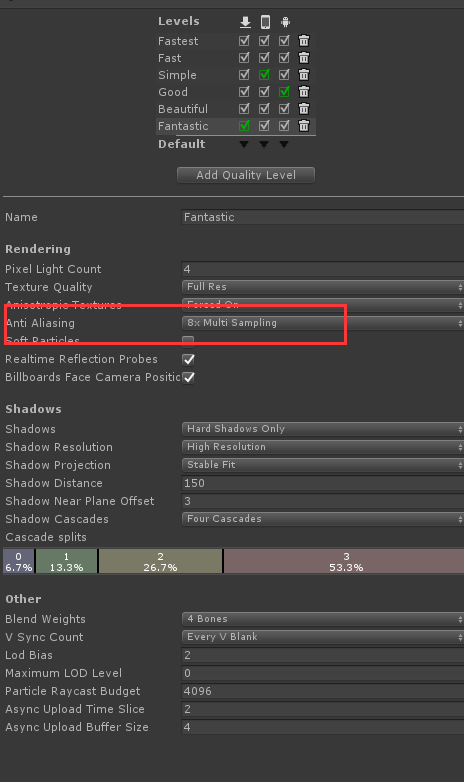 Levels
Fastest
Fast
Simple
Good
Beautiful
Fantastic
Default
Add Quality Level
Name Fantastic
Rendering
Pixel Light Count 4
Texture Quality Full Res
Anisotropic Textures Forced On
Anti Aliasing 8x Multi Sampling
Soft Particles
Realtime Reflection Probes
Billboards Face Camera Positio
Shadows
Shadows Hard Shadows Only
Shadow Resolution High Resolution
Shadow Projection Stable Fit
Shadow Distance 150
Shadow Near Plane Offset 3
Shadow Cascades Four Cascades
Cascade splits
0 1 2 3
6.7% 13.3% 26.7% 53.3%
Other
Blend Weights 4 Bones
V Sync Count Every V Blank
Lod Bias 2
Maximum LOD Level 0
Particle Raycast Budget 4096
Async Upload Time Slice 2
Async Upload Buffer Size 4